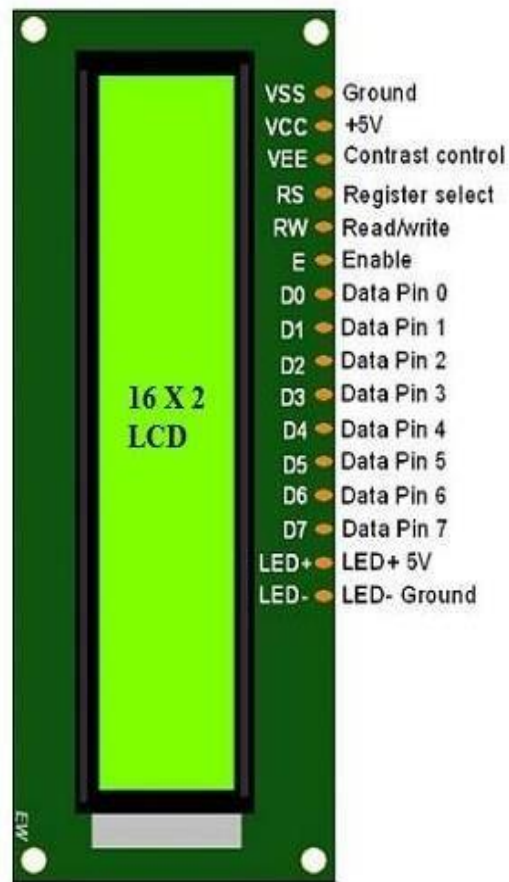 VSS Ground
VCC +5V
VEE Contrast control
RS Register select
RW Read/write
E Enable
D0 Data Pin 0
D1 Data Pin 1
D2 Data Pin 2
D3 Data Pin 3
D4 Data Pin 4
D5 Data Pin 5
D6 Data Pin 6
D7 Data Pin 7
LED+ LED+ 5V
LED- LED- Ground
16 X 2
LCD
EW